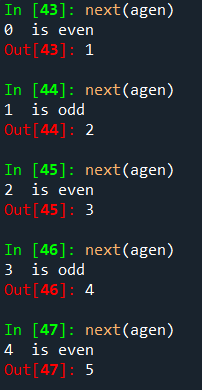 In [43]: next(agen)
0  is even
Out[43]: 1
In [44]: next(agen)
1  is odd
Out[44]: 2
In [45]: next(agen)
2  is even
Out[45]: 3
In [46]: next(agen)
3  is odd
Out[46]: 4
In [47]: next(agen)
4  is even
Out[47]: 5